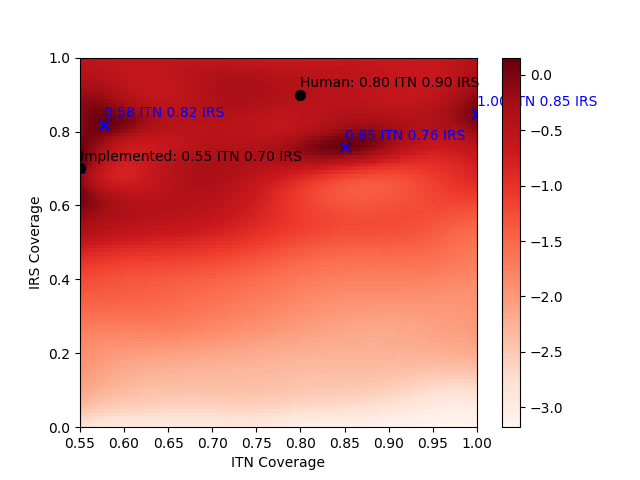 1.0
0.8
0.6
0.4
0.2
0.0
IRS Coverage
Human: 0.80 ITN 0.90 IRS
0.58 ITN 0.82 IRS
1.00 ITN 0.85 IRS
0.85 ITN 0.76 IRS
Implemented: 0.55 ITN 0.70 IRS
0.55 0.60 0.65 0.70 0.75 0.80 0.85 0.90 0.95 1.00
ITN Coverage
0.0
−0.5
−1.0
−1.5
−2.0
−2.5
−3.0